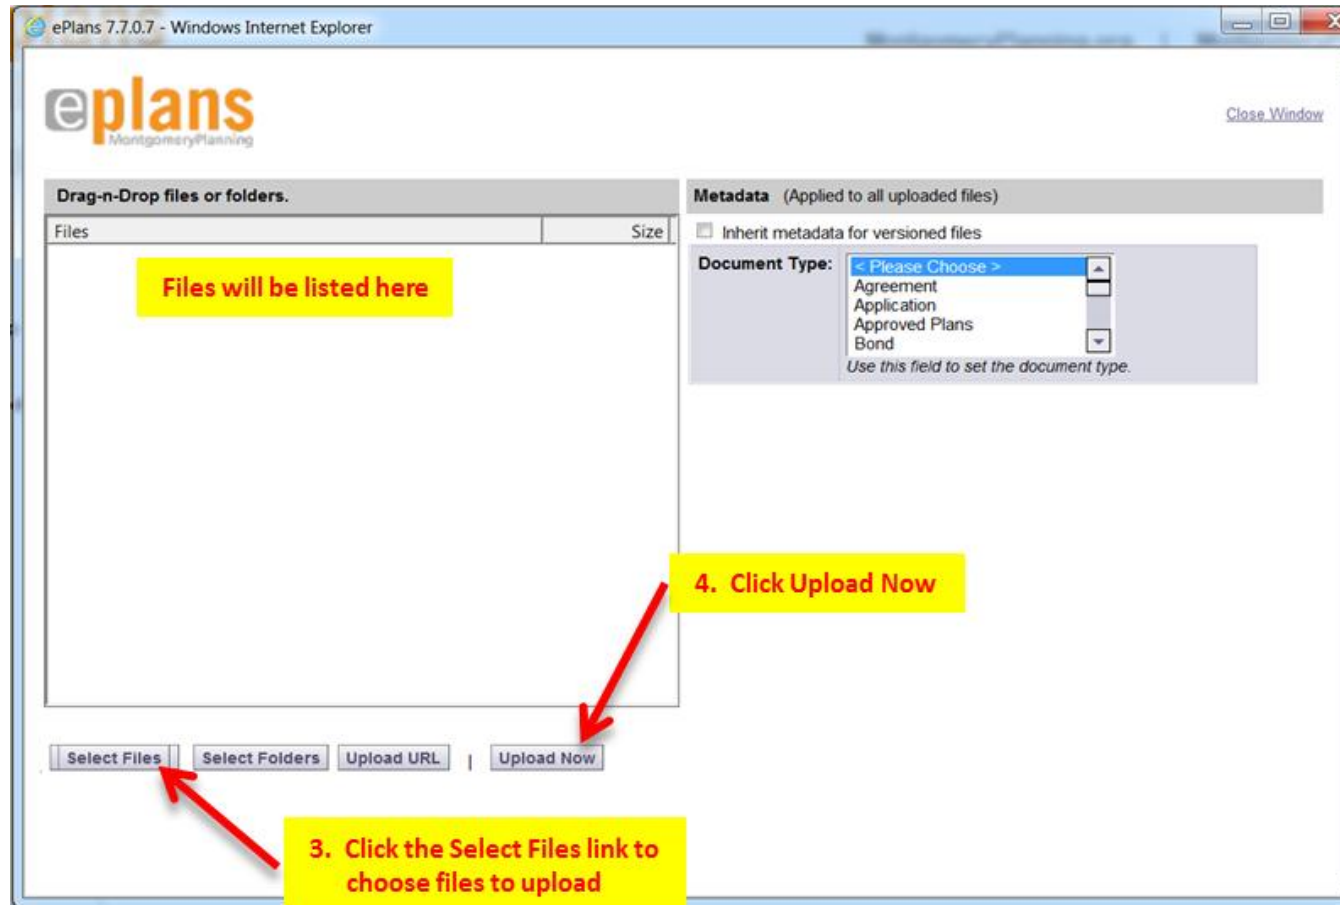 ePlans 7.7.0.7 - Windows Internet Explorer
eplans
MontgomeryPlanning
Close Window
Drag-n-Drop files or folders.
Metadata (Applied to all uploaded files)
Files Size
Inherit metadata for versioned files
Files will be listed here
Document Type:
< Please Choose >
Agreement
Application
Approved Plans
Bond
Use this field to set the document type.
4. Click Upload Now
Select Files Select Folders Upload URL | Upload Now
3. Click the Select Files link to
choose files to upload